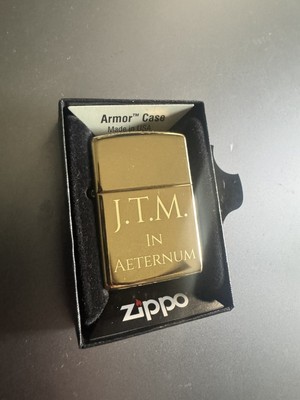 Armor™ Case
Made in USA
J.T.M.
IN
AETERNUM
zippo